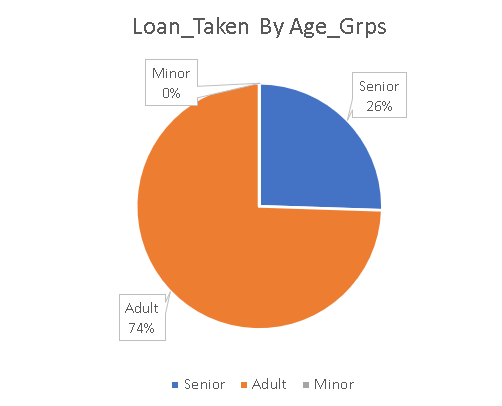 Loan_Taken By Age_Grps
Minor
0%
Senior
26%
Adult
74%
Senior Adult Minor